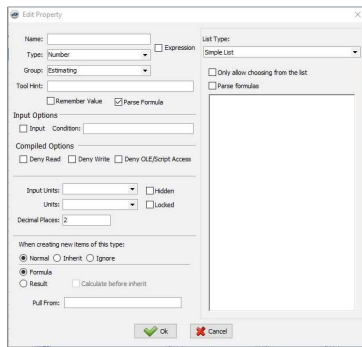 Edit Property
Name:
Expression
Type: Number
Group: Estimating
Tool Hint:
Remember Value
Parse Formula
Input Options
Input Condition:
Compiled Options
Deny Read Deny Write Deny OLE/Script Access
Input Units:
Hidden
Units:
Locked
Decimal Places: 2
When creating new items of this type:
Normal Inherit Ignore
Formula
Result Calculate before inherit
Pull From:
List Type:
Simple List
Only allow choosing from the list
Parse formulas
Ok Cancel